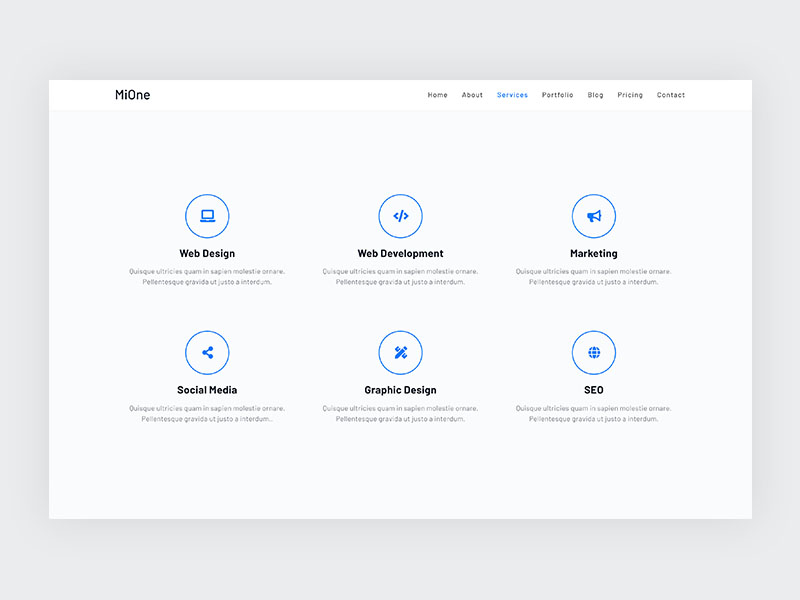 MiOne
Home About Services Portfolio Blog Pricing Contact
Web Design
Quisque ultricies quam in sapien molestie ornare.
Pellentesque gravida ut justo a interdum.
Web Development
Quisque ultricies quam in sapien molestie ornare.
Pellentesque gravida ut justo a interdum.
Marketing
Quisque ultricies quam in sapien molestie ornare.
Pellentesque gravida ut justo a interdum.
Social Media
Quisque ultricies quam in sapien molestie ornare.
Pellentesque gravida ut justo a interdum..
Graphic Design
Quisque ultricies quam in sapien molestie ornare.
Pellentesque gravida ut justo a interdum.
SEO
Quisque ultricies quam in sapien molestie ornare.
Pellentesque gravida ut justo a interdum.